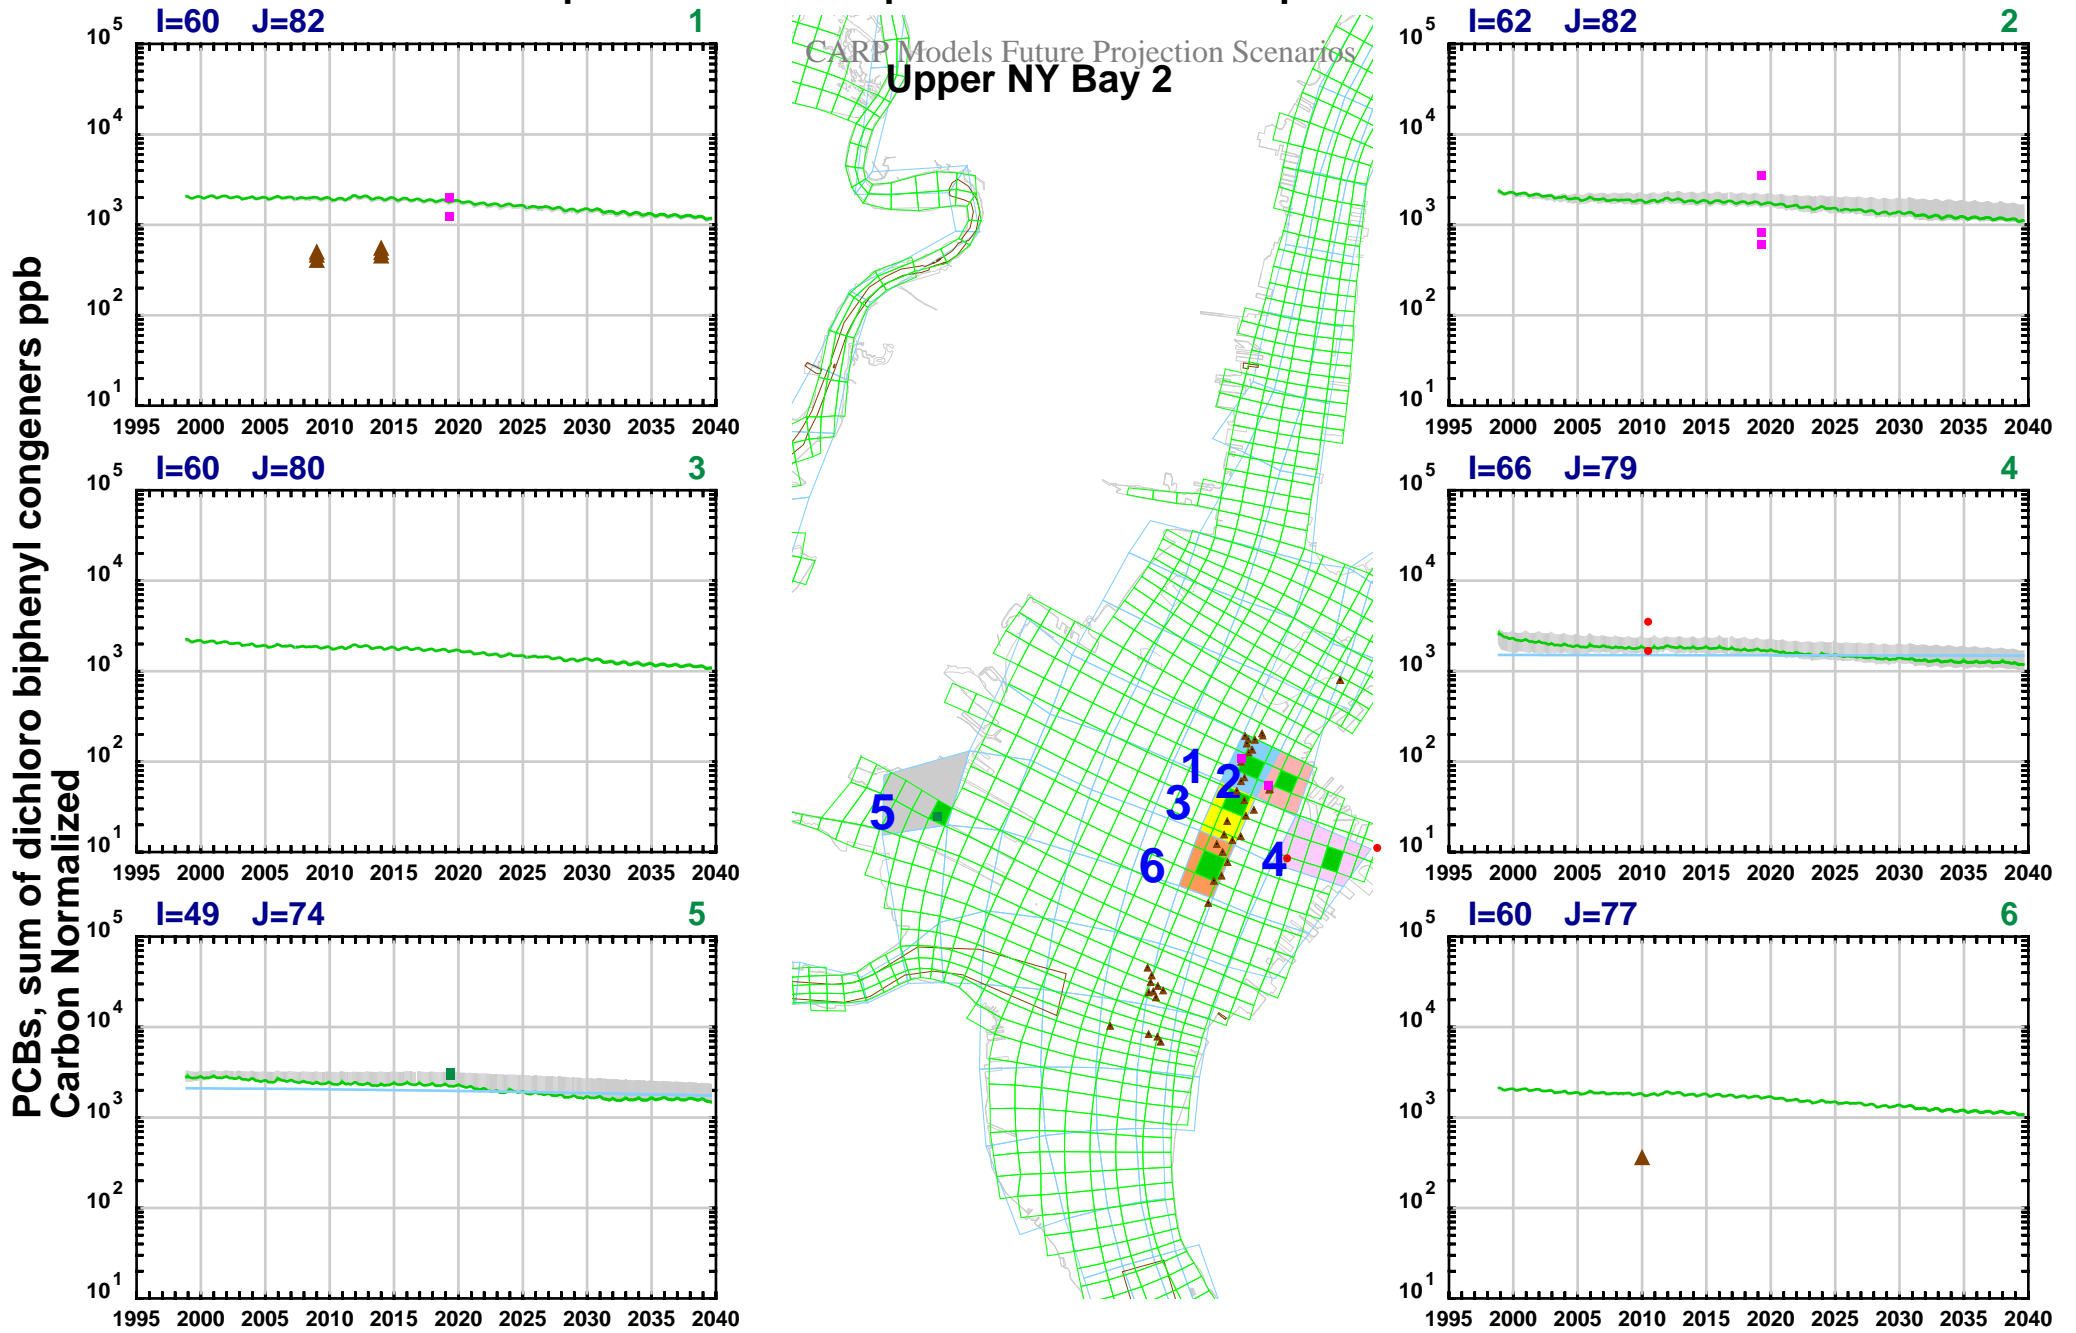 CARP Models Future Projection Scenarios
Upper NY Bay 2
PCBs, sum of dichloro biphenyl congeners ppb
Carbon Normalized
I=60 J=82 1
10^5
10^4
10^3
10^2
10^1
1995 2000 2005 2010 2015 2020 2025 2030 2035 2040
I=62 J=82 2
10^5
10^4
10^3
10^2
10^1
1995 2000 2005 2010 2015 2020 2025 2030 2035 2040
I=60 J=80 3
10^5
10^4
10^3
10^2
10^1
1995 2000 2005 2010 2015 2020 2025 2030 2035 2040
I=66 J=79 4
10^5
10^4
10^3
10^2
10^1
1995 2000 2005 2010 2015 2020 2025 2030 2035 2040
I=49 J=74 5
10^5
10^4
10^3
10^2
10^1
1995 2000 2005 2010 2015 2020 2025 2030 2035 2040
I=60 J=77 6
10^5
10^4
10^3
10^2
10^1
1995 2000 2005 2010 2015 2020 2025 2030 2035 2040
1
2
3
5
6
4